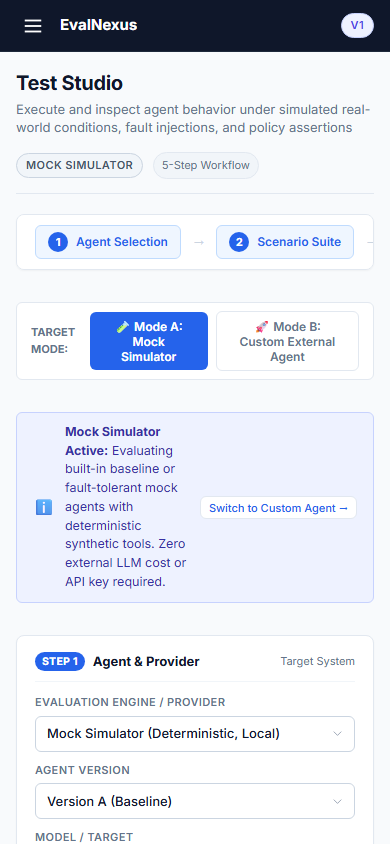 EvalNexus
V1
Test Studio
Execute and inspect agent behavior under simulated real-
world conditions, fault injections, and policy assertions
MOCK SIMULATOR
5-Step Workflow
1 Agent Selection → 2 Scenario Suite →
TARGET
MODE:
Mode A:
Mock
Simulator
Mode B:
Custom External
Agent
Mock Simulator
Active: Evaluating
built-in baseline or
fault-tolerant mock
agents with
deterministic
synthetic tools. Zero
external LLM cost or
API key required.
Switch to Custom Agent →
STEP 1 Agent & Provider Target System
EVALUATION ENGINE / PROVIDER
Mock Simulator (Deterministic, Local)
AGENT VERSION
Version A (Baseline)
MODEL / TARGET